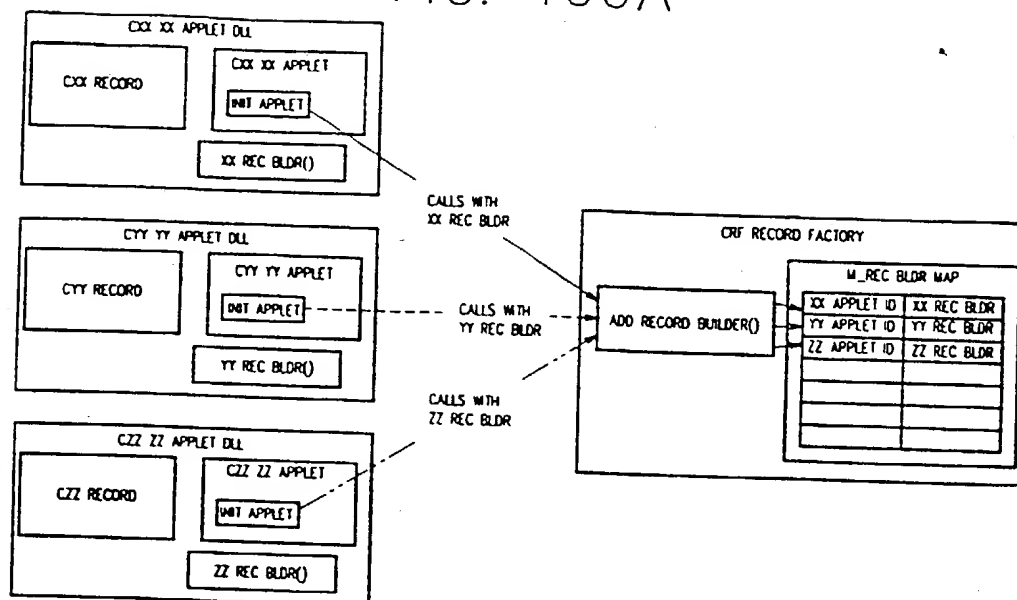 CXX XX APPLET DLL
CXX RECORD
CXX XX APPLET
INIT APPLET
XX REC BLDR()
CALLS WITH
XX REC BLDR
CYY YY APPLET DLL
CYY RECORD
CYY YY APPLET
INIT APPLET
YY REC BLDR()
CALLS WITH
YY REC BLDR
CZZ ZZ APPLET DLL
CZZ RECORD
CZZ ZZ APPLET
INIT APPLET
ZZ REC BLDR()
CALLS WITH
ZZ REC BLDR
CRF RECORD FACTORY
ADD RECORD BUILDER()
M_REC BLDR MAP
XX APPLET ID XX REC BLDR
YY APPLET ID YY REC BLDR
ZZ APPLET ID ZZ REC BLDR